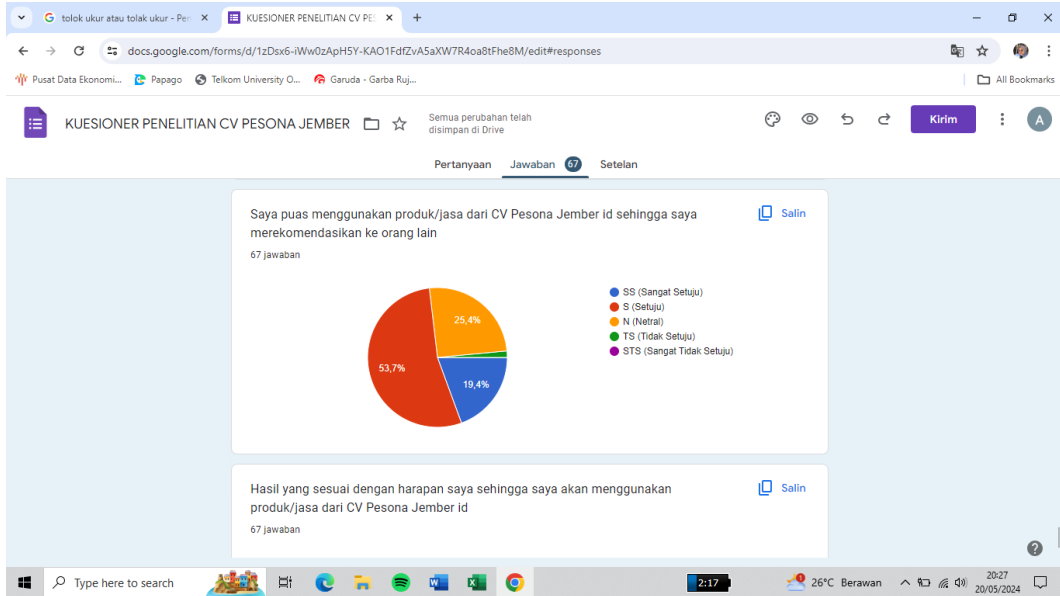 tolok ukur atau tolak ukur - Per
KUESIONER PENELITIAN CV PES
docs.google.com/forms/d/1zDsx6-iWw0zApH5Y-KAO1FdfZvA5aXW7R4oa8tFhe8M/edit#responses
Pusat Data Ekonomi...
Papago
Telkom University O...
Garuda - Garba Ruj...
All Bookmarks
KUESIONER PENELITIAN CV PESONA JEMBER
Semua perubahan telah
disimpan di Drive
Kirim
A
Pertanyaan
Jawaban 67
Setelan
Saya puas menggunakan produk/jasa dari CV Pesona Jember id sehingga saya
merekomendasikan ke orang lain
Salin
67 jawaban
25,4%
53,7%
19,4%
SS (Sangat Setuju)
S (Setuju)
N (Netral)
TS (Tidak Setuju)
STS (Sangat Tidak Setuju)
Hasil yang sesuai dengan harapan saya sehingga saya akan menggunakan
produk/jasa dari CV Pesona Jember id
Salin
67 jawaban
Type here to search
2:17
26°C Berawan
20:27
20/05/2024